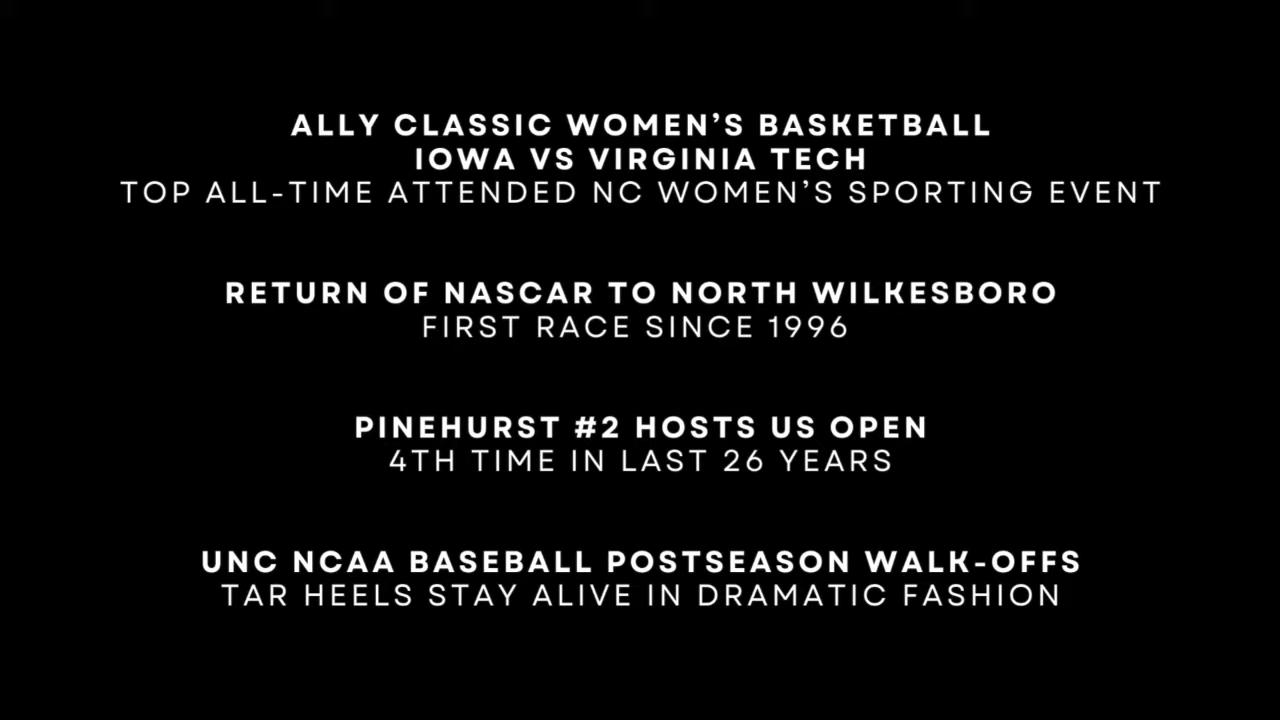 ALLY CLASSIC WOMEN’S BASKETBALL
IOWA VS VIRGINIA TECH
TOP ALL-TIME ATTENDED NC WOMEN’S SPORTING EVENT
RETURN OF NASCAR TO NORTH WILKESBORO
FIRST RACE SINCE 1996
PINEHURST #2 HOSTS US OPEN
4TH TIME IN LAST 26 YEARS
UNC NCAA BASEBALL POSTSEASON WALK-OFFS
TAR HEELS STAY ALIVE IN DRAMATIC FASHION